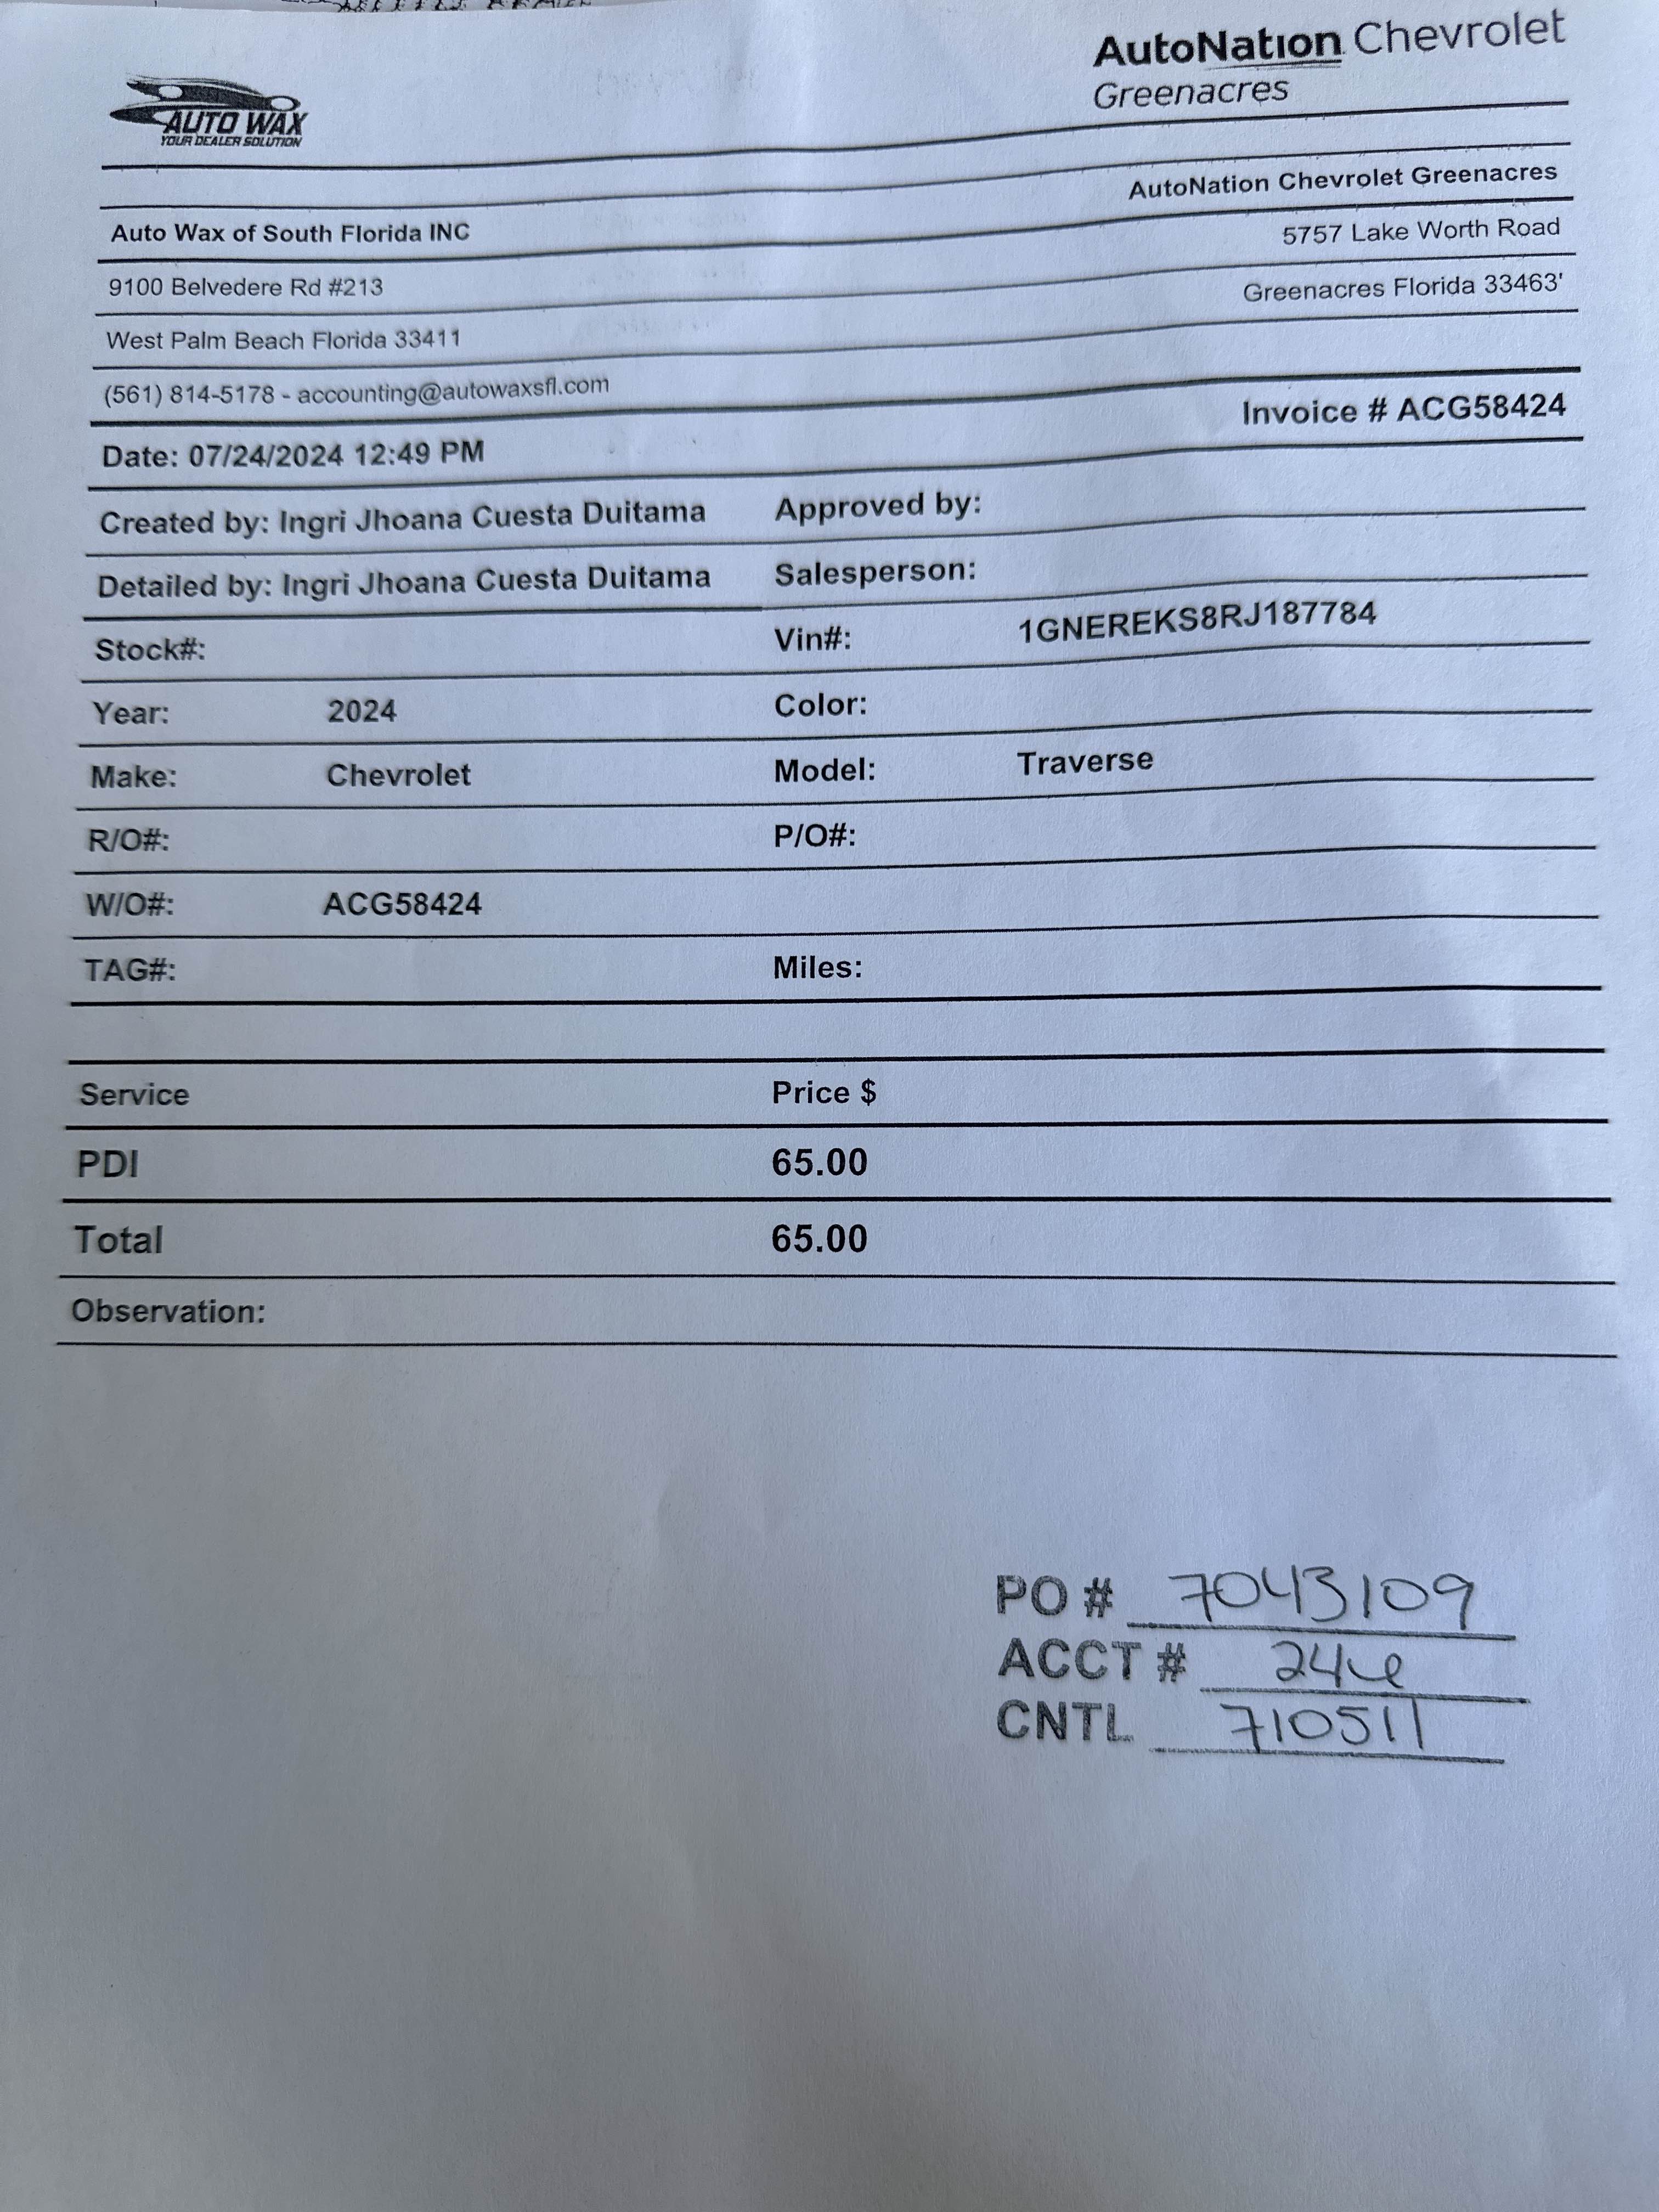 AUTO WAX
YOUR DEALER SOLUTION
AutoNation Chevrolet
Greenacres
AutoNation Chevrolet Greenacres
Auto Wax of South Florida INC
5757 Lake Worth Road
9100 Belvedere Rd #213
Greenacres Florida 33463'
West Palm Beach Florida 33411
(561) 814-5178 - accounting@autowaxsfl.com
Invoice # ACG58424
Date: 07/24/2024 12:49 PM
Created by: Ingri Jhoana Cuesta Duitama Approved by:
Detailed by: Ingri Jhoana Cuesta Duitama Salesperson:
Stock#: Vin#: 1GNEREKS8RJ187784
Year: 2024 Color:
Make: Chevrolet Model: Traverse
R/O#: P/O#:
W/O#: ACG58424
TAG#: Miles:
Service Price $
PDI 65.00
Total 65.00
Observation:
PO # 7043109
ACCT #
CNTL 710511